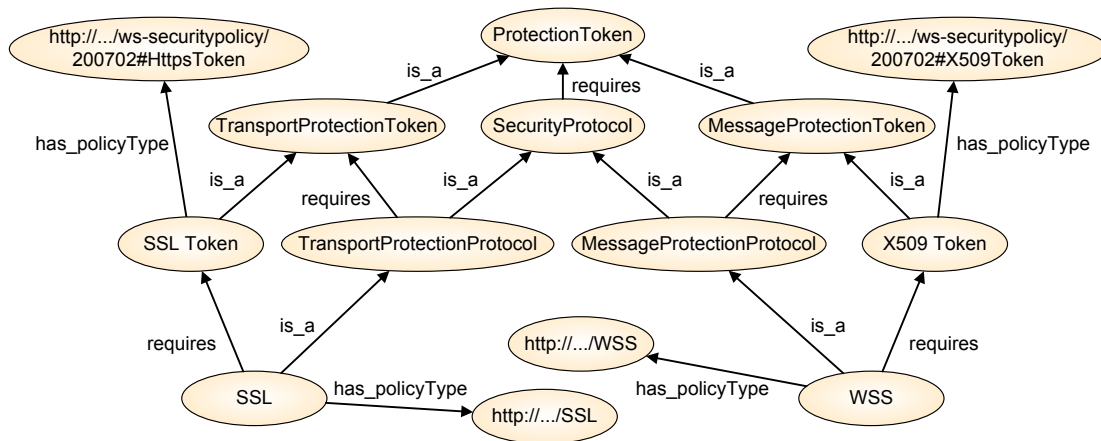 http://.../ws-securitypolicy/
200702#HttpsToken
ProtectionToken
http://.../ws-securitypolicy/
200702#X509Token
is_a
requires
is_a
TransportProtectionToken
SecurityProtocol
MessageProtectionToken
has_policyType
has_policyType
is_a
requires
is_a
is_a
requires
is_a
SSL Token
TransportProtectionProtocol
MessageProtectionProtocol
X509 Token
requires
is_a
http://.../WSS
is_a
requires
SSL
has_policyType
has_policyType
WSS
http://.../SSL